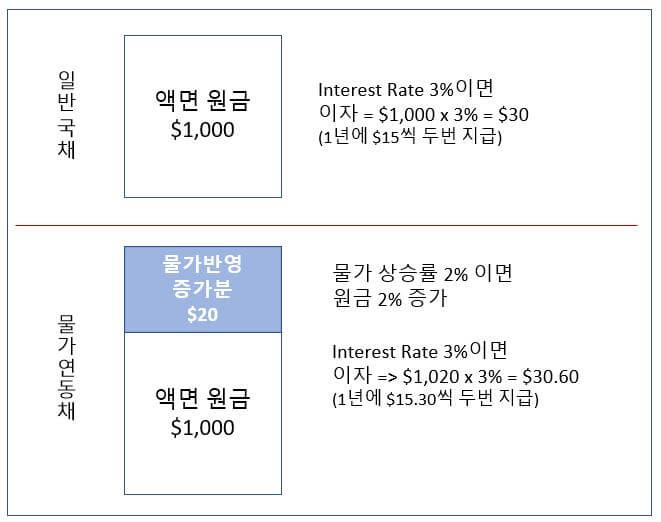 일반국채
액면 원금
$1,000
Interest Rate 3%이면
이자 = $1,000 x 3% = $30
(1년에 $15씩 두번 지급)
물가연동채
물가반영
증가분
$20
액면 원금
$1,000
물가 상승률 2% 이면
원금 2% 증가
Interest Rate 3%이면
이자 => $1,020 x 3% = $30.60
(1년에 $15.30씩 두번 지급)